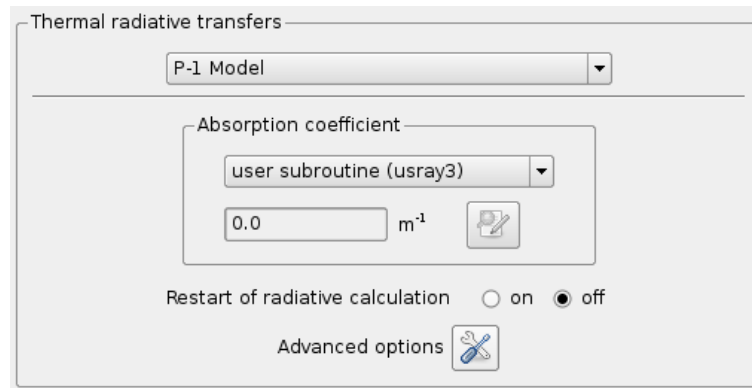 Thermal radiative transfers
P-1 Model
Absorption coefficient
user subroutine (usray3)
0.0 m⁻¹
Restart of radiative calculation on off
Advanced options